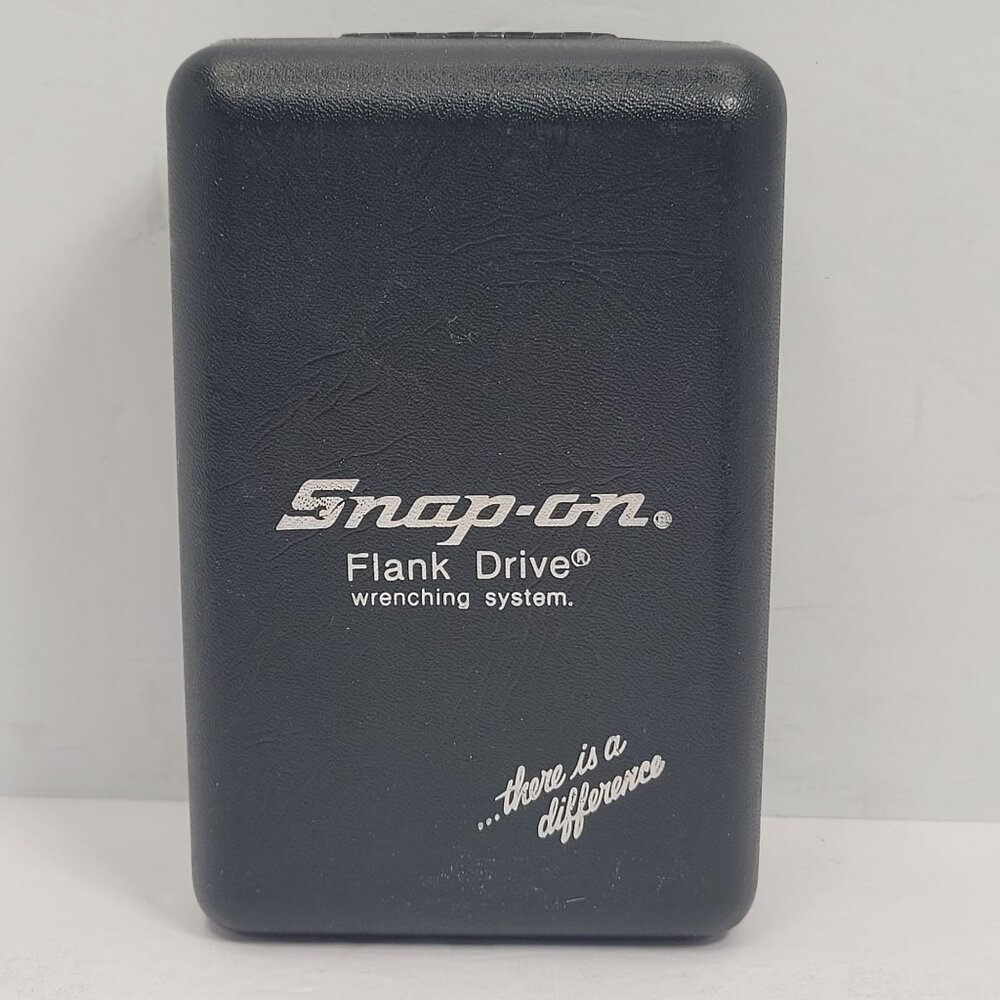 Snap-on®
Flank Drive®
wrenching system.
...there is a
difference